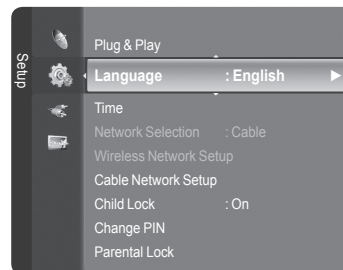 Setup
Plug & Play
Language : English
Time
Network Selection : Cable
Wireless Network Setup
Cable Network Setup
Child Lock : On
Change PIN
Parental Lock